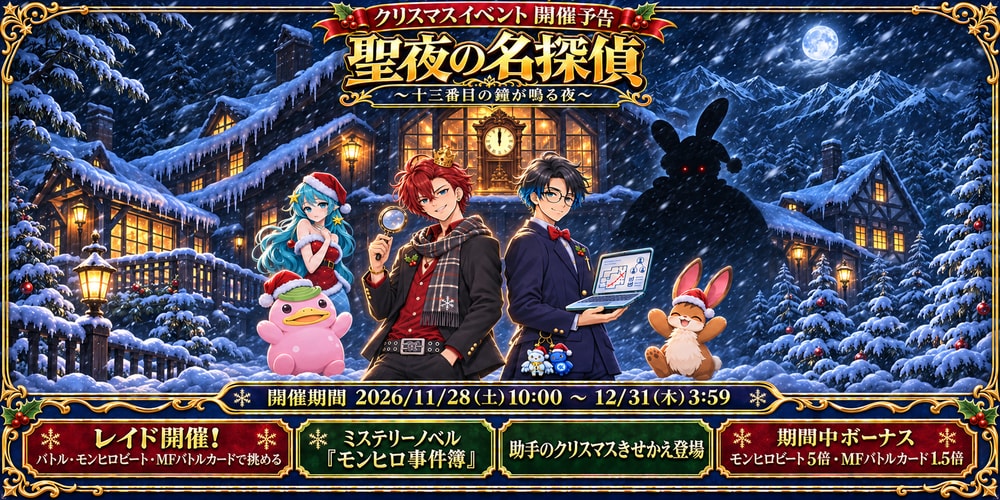 クリスマスイベント 開催予告
聖夜の名探偵
～十三番目の鐘が鳴る夜～
開催期間 2026/11/28(土)10:00 ～ 12/31(木)3:59
レイド開催！
バトル・モンヒロビート・MFバトルカードで挑める
ミステリーノベル
『モンヒロ事件簿』
助手のクリスマスきせかえ登場
期間中ボーナス
モンヒロビート5倍・MFバトルカード1.5倍